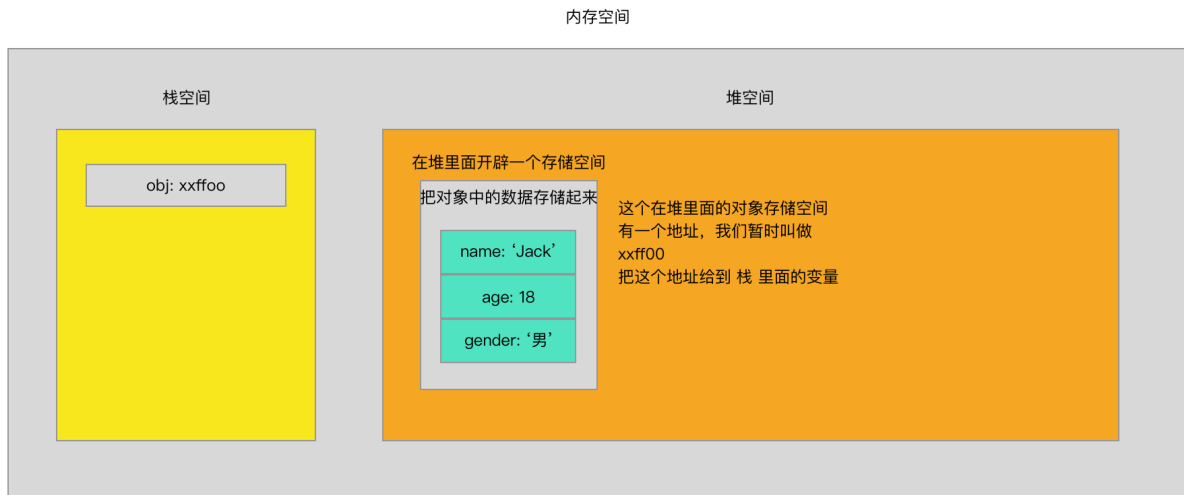 内存空间
栈空间
堆空间
obj: xxffoo
在堆里面开辟一个存储空间
把对象中的数据存储起来
name: ‘Jack’
age: 18
gender: ‘男’
这个在堆里面的对象存储空间
有一个地址，我们暂时叫做
xxff00
把这个地址给到 栈 里面的变量